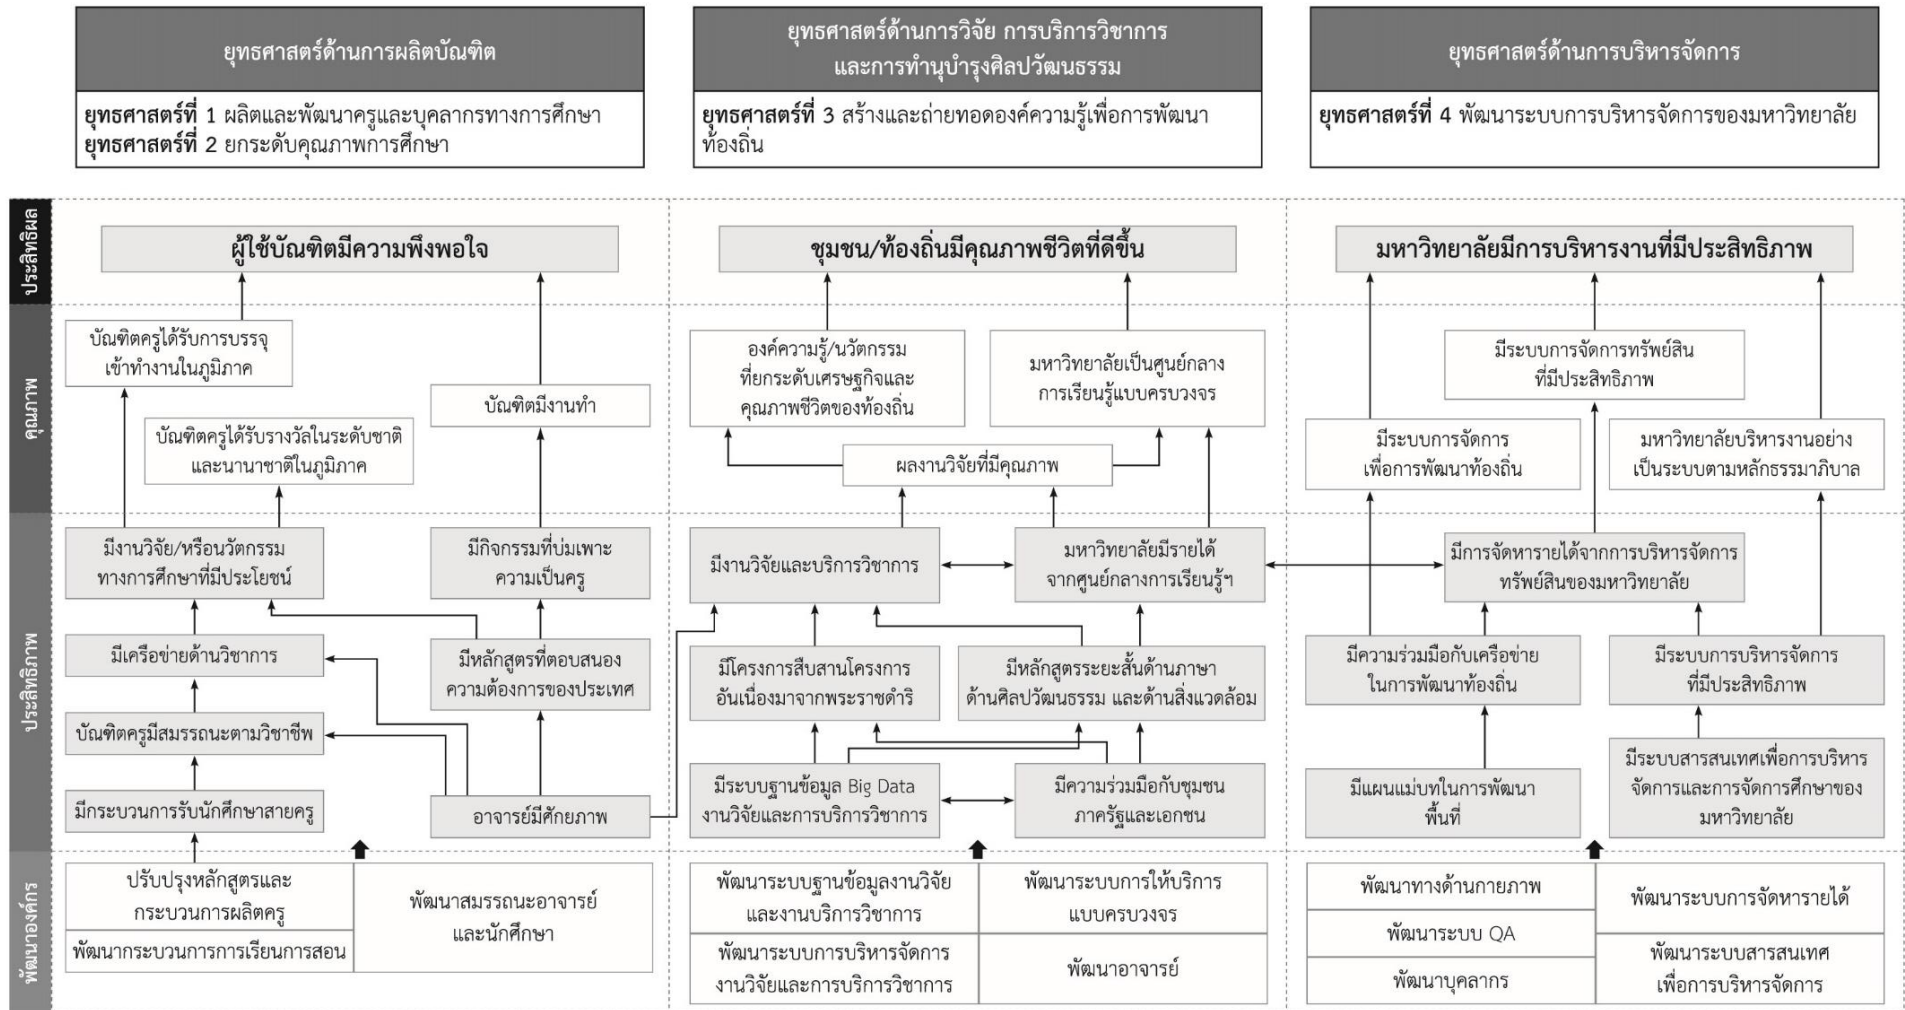 ยุทธศาสตร์ด้านการผลิตบัณฑิต
ยุทธศาสตร์ที่ 1 ผลิตและพัฒนาครูและบุคลากรทางการศึกษา
ยุทธศาสตร์ที่ 2 ยกระดับคุณภาพการศึกษา
ยุทธศาสตร์ด้านการวิจัย การบริการวิชาการ
และการทำนุบำรุงศิลปวัฒนธรรม
ยุทธศาสตร์ที่ 3 สร้างและถ่ายทอดองค์ความรู้เพื่อการพัฒนา
ท้องถิ่น
ยุทธศาสตร์ด้านการบริหารจัดการ
ยุทธศาสตร์ที่ 4 พัฒนาระบบการบริหารจัดการของมหาวิทยาลัย
ประสิทธิผล
ผู้ใช้บัณฑิตมีความพึงพอใจ
ชุมชน/ท้องถิ่นมีคุณภาพชีวิตที่ดีขึ้น
มหาวิทยาลัยมีการบริหารงานที่มีประสิทธิภาพ
คุณภาพ
บัณฑิตครูได้รับการบรรจุ
เข้าทำงานในภูมิภาค
บัณฑิตมีงานทำ
บัณฑิตครูได้รับรางวัลในระดับชาติ
และนานาชาติในภูมิภาค
องค์ความรู้/นวัตกรรม
ที่ยกระดับเศรษฐกิจและ
คุณภาพชีวิตของท้องถิ่น
มหาวิทยาลัยเป็นศูนย์กลาง
การเรียนรู้แบบครบวงจร
ผลงานวิจัยที่มีคุณภาพ
มีระบบการจัดการทรัพย์สิน
ที่มีประสิทธิภาพ
มีระบบการจัดการ
เพื่อการพัฒนาท้องถิ่น
มหาวิทยาลัยบริหารงานอย่าง
เป็นระบบตามหลักธรรมาภิบาล
ประสิทธิภาพ
มีงานวิจัย/หรือนวัตกรรม
ทางการศึกษาที่มีประโยชน์
มีกิจกรรมที่บ่มเพาะ
ความเป็นครู
มีเครือข่ายด้านวิชาการ
มีหลักสูตรที่ตอบสนอง
ความต้องการของประเทศ
บัณฑิตครูมีสมรรถนะตามวิชาชีพ
มีกระบวนการรับนักศึกษาสายครู
อาจารย์มีศักยภาพ
มีงานวิจัยและบริการวิชาการ
มหาวิทยาลัยมีรายได้
จากศูนย์กลางการเรียนรู้ฯ
มีโครงการสืบสานโครงการ
อันเนื่องมาจากพระราชดำริ
มีหลักสูตรระยะสั้นด้านภาษา
ด้านศิลปวัฒนธรรม และด้านสิ่งแวดล้อม
มีระบบฐานข้อมูล Big Data
งานวิจัยและการบริการวิชาการ
มีความร่วมมือกับชุมชน
ภาครัฐและเอกชน
มีการจัดหารายได้จากการบริหารจัดการ
ทรัพย์สินของมหาวิทยาลัย
มีความร่วมมือกับเครือข่าย
ในการพัฒนาท้องถิ่น
มีระบบการบริหารจัดการ
ที่มีประสิทธิภาพ
มีแผนแม่บทในการพัฒนา
พื้นที่
มีระบบสารสนเทศเพื่อการบริหาร
จัดการและการจัดการศึกษาของ
มหาวิทยาลัย
พัฒนาองค์กร
ปรับปรุงหลักสูตรและ
กระบวนการผลิตครู
พัฒนากระบวนการการเรียนการสอน
พัฒนาสมรรถนะอาจารย์
และนักศึกษา
พัฒนาระบบฐานข้อมูลงานวิจัย
และงานบริการวิชาการ
พัฒนาระบบการให้บริการ
แบบครบวงจร
พัฒนาระบบการบริหารจัดการ
งานวิจัยและการบริการวิชาการ
พัฒนาอาจารย์
พัฒนาทางด้านกายภาพ
พัฒนาระบบ QA
พัฒนาบุคลากร
พัฒนาระบบการจัดหารายได้
พัฒนาระบบสารสนเทศ
เพื่อการบริหารจัดการ